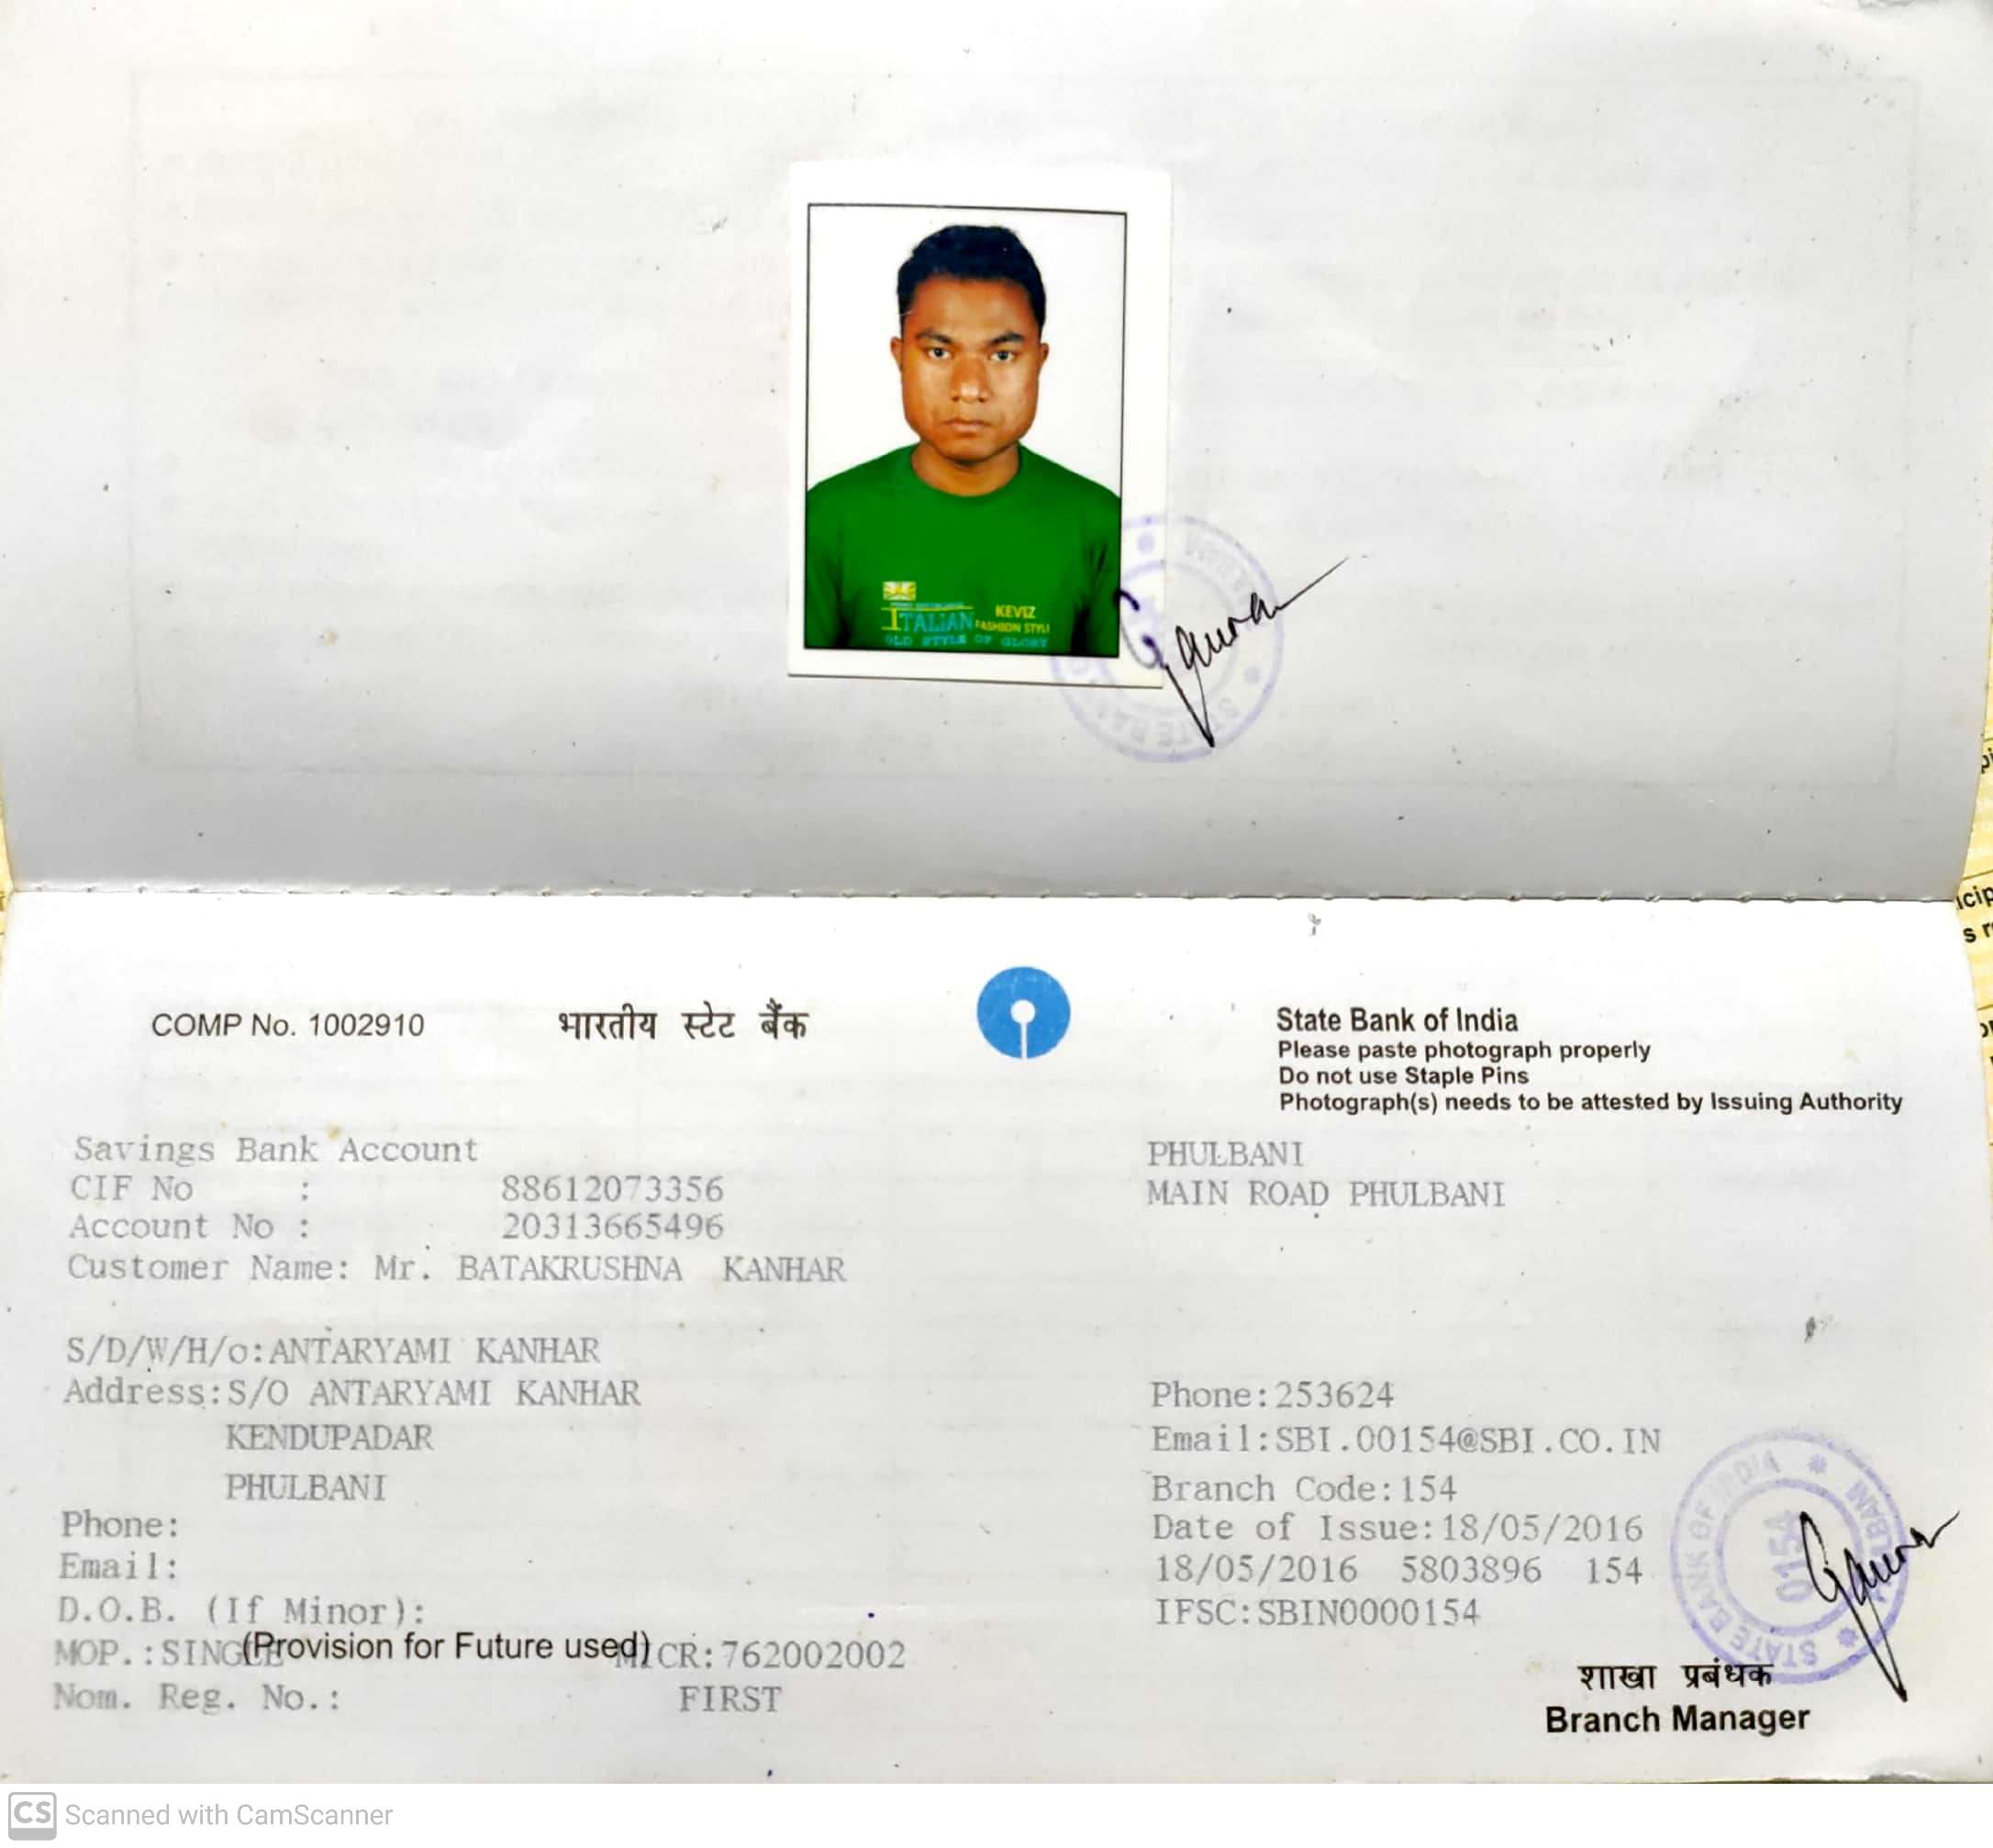 KEVIZ
ITALIAN FASHION STYLE
OLD STYLE OF GLORY
COMP No. 1002910
भारतीय स्टेट बैंक
State Bank of India
Please paste photograph properly
Do not use Staple Pins
Photograph(s) needs to be attested by Issuing Authority
Savings Bank Account
CIF No : 88612073356
Account No : 20313665496
Customer Name: Mr. BATAKRUSHNA KANHAR
S/D/W/H/o:ANTARYAMI KANHAR
Address:S/O ANTARYAMI KANHAR
KENDUPADAR
PHULBANI
Phone:
Email:
D.O.B. (If Minor):
MOP.:SINGLE (Provision for Future used) MICR:762002002
Nom. Reg. No.: FIRST
PHULBANI
MAIN ROAD PHULBANI
Phone:253624
Email:SBI.00154@SBI.CO.IN
Branch Code:154
Date of Issue:18/05/2016
18/05/2016 5803896 154
IFSC:SBIN0000154
STATE BANK OF INDIA
PHULBANI
0154
शाखा प्रबंधक
Branch Manager
CS Scanned with CamScanner